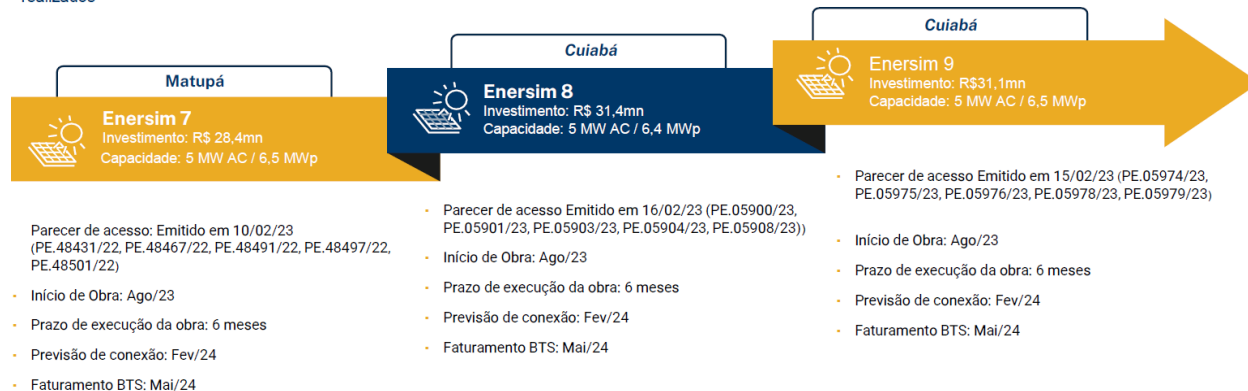 realizados
Matupá
Enersim 7
Investimento: R$ 28,4mn
Capacidade: 5 MW AC / 6,5 MWp
Parecer de acesso: Emitido em 10/02/23
(PE.48431/22, PE.48467/22, PE.48491/22, PE.48497/22,
PE.48501/22)
- Início de Obra: Ago/23
- Prazo de execução da obra: 6 meses
- Previsão de conexão: Fev/24
- Faturamento BTS: Mai/24
Cuiabá
Enersim 8
Investimento: R$ 31,4mn
Capacidade: 5 MW AC / 6,4 MWp
- Parecer de acesso Emitido em 16/02/23 (PE.05900/23,
PE.05901/23, PE.05903/23, PE.05904/23, PE.05908/23))
- Início de Obra: Ago/23
- Prazo de execução da obra: 6 meses
- Previsão de conexão: Fev/24
- Faturamento BTS: Mai/24
Cuiabá
Enersim 9
Investimento: R$31,1mn
Capacidade: 5 MW AC / 6,5 MWp
- Parecer de acesso Emitido em 15/02/23 (PE.05974/23,
PE.05975/23, PE.05976/23, PE.05978/23, PE.05979/23)
- Início de Obra: Ago/23
- Prazo de execução da obra: 6 meses
- Previsão de conexão: Fev/24
- Faturamento BTS: Mai/24